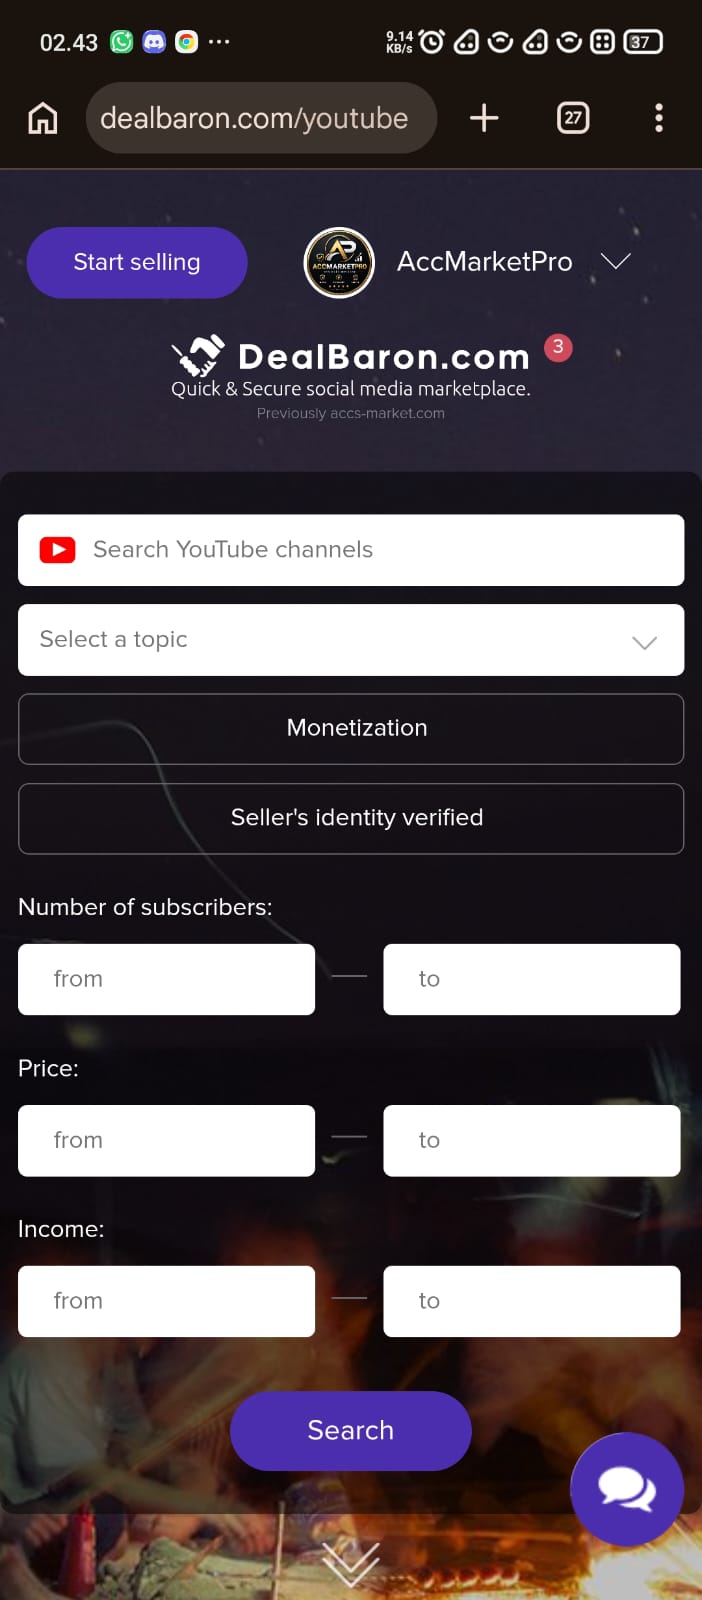 02.43 ... 9.14 KB/s 37
dealbaron.com/youtube 27
Start selling AccMarketPro
ACCMARKETPRO
DealBaron.com 3
Quick & Secure social media marketplace.
Previously accs-market.com
Search YouTube channels
Select a topic
Monetization
Seller's identity verified
Number of subscribers:
from — to
Price:
from — to
Income:
from — to
Search